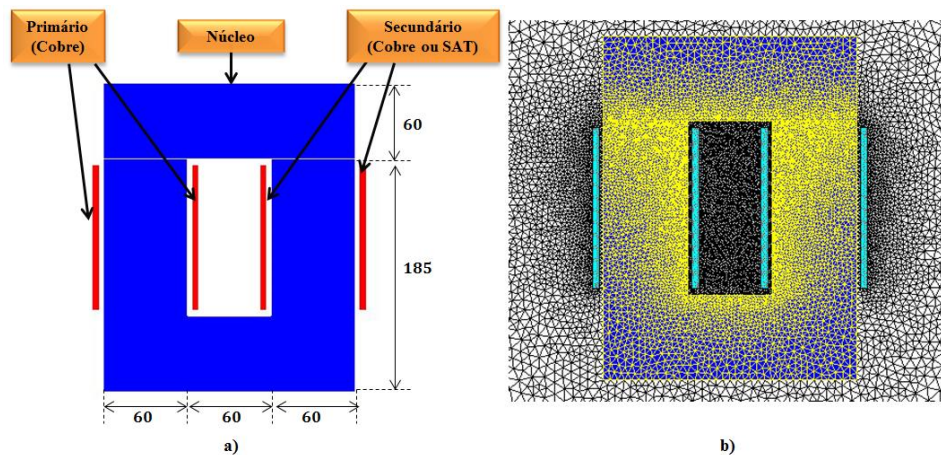 Primário
(Cobre)
Núcleo
Secundário
(Cobre ou SAT)
60
185
60
60
60
a)
b)